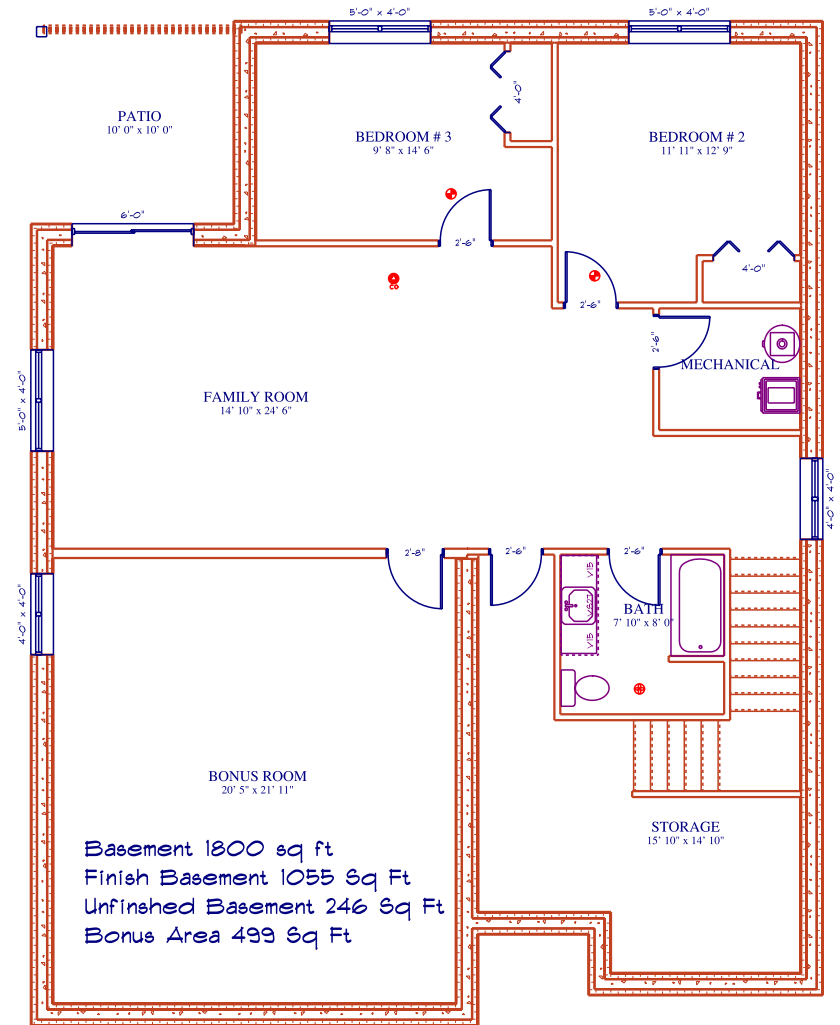 5'-0" x 4'-0"
5'-0" x 4'-0"
4'-0"
PATIO
10' 0" x 10' 0"
BEDROOM # 3
9' 8" x 14' 6"
BEDROOM # 2
11' 11" x 12' 9"
6'-0"
2'-6"
4'-0"
CO
2'-6"
2'-6"
MECHANICAL
5'-0" x 4'-0"
FAMILY ROOM
14' 10" x 24' 6"
4'-0" x 4'-0"
2'-8"
2'-6"
2'-6"
4'-0" x 4'-0"
V15
VA27
V15
BATH
7' 10" x 8' 0"
BONUS ROOM
20' 5" x 21' 11"
STORAGE
15' 10" x 14' 10"
Basement 1800 sq ft
Finish Basement 1055 Sq Ft
Unfinshed Basement 246 Sq Ft
Bonus Area 499 Sq Ft